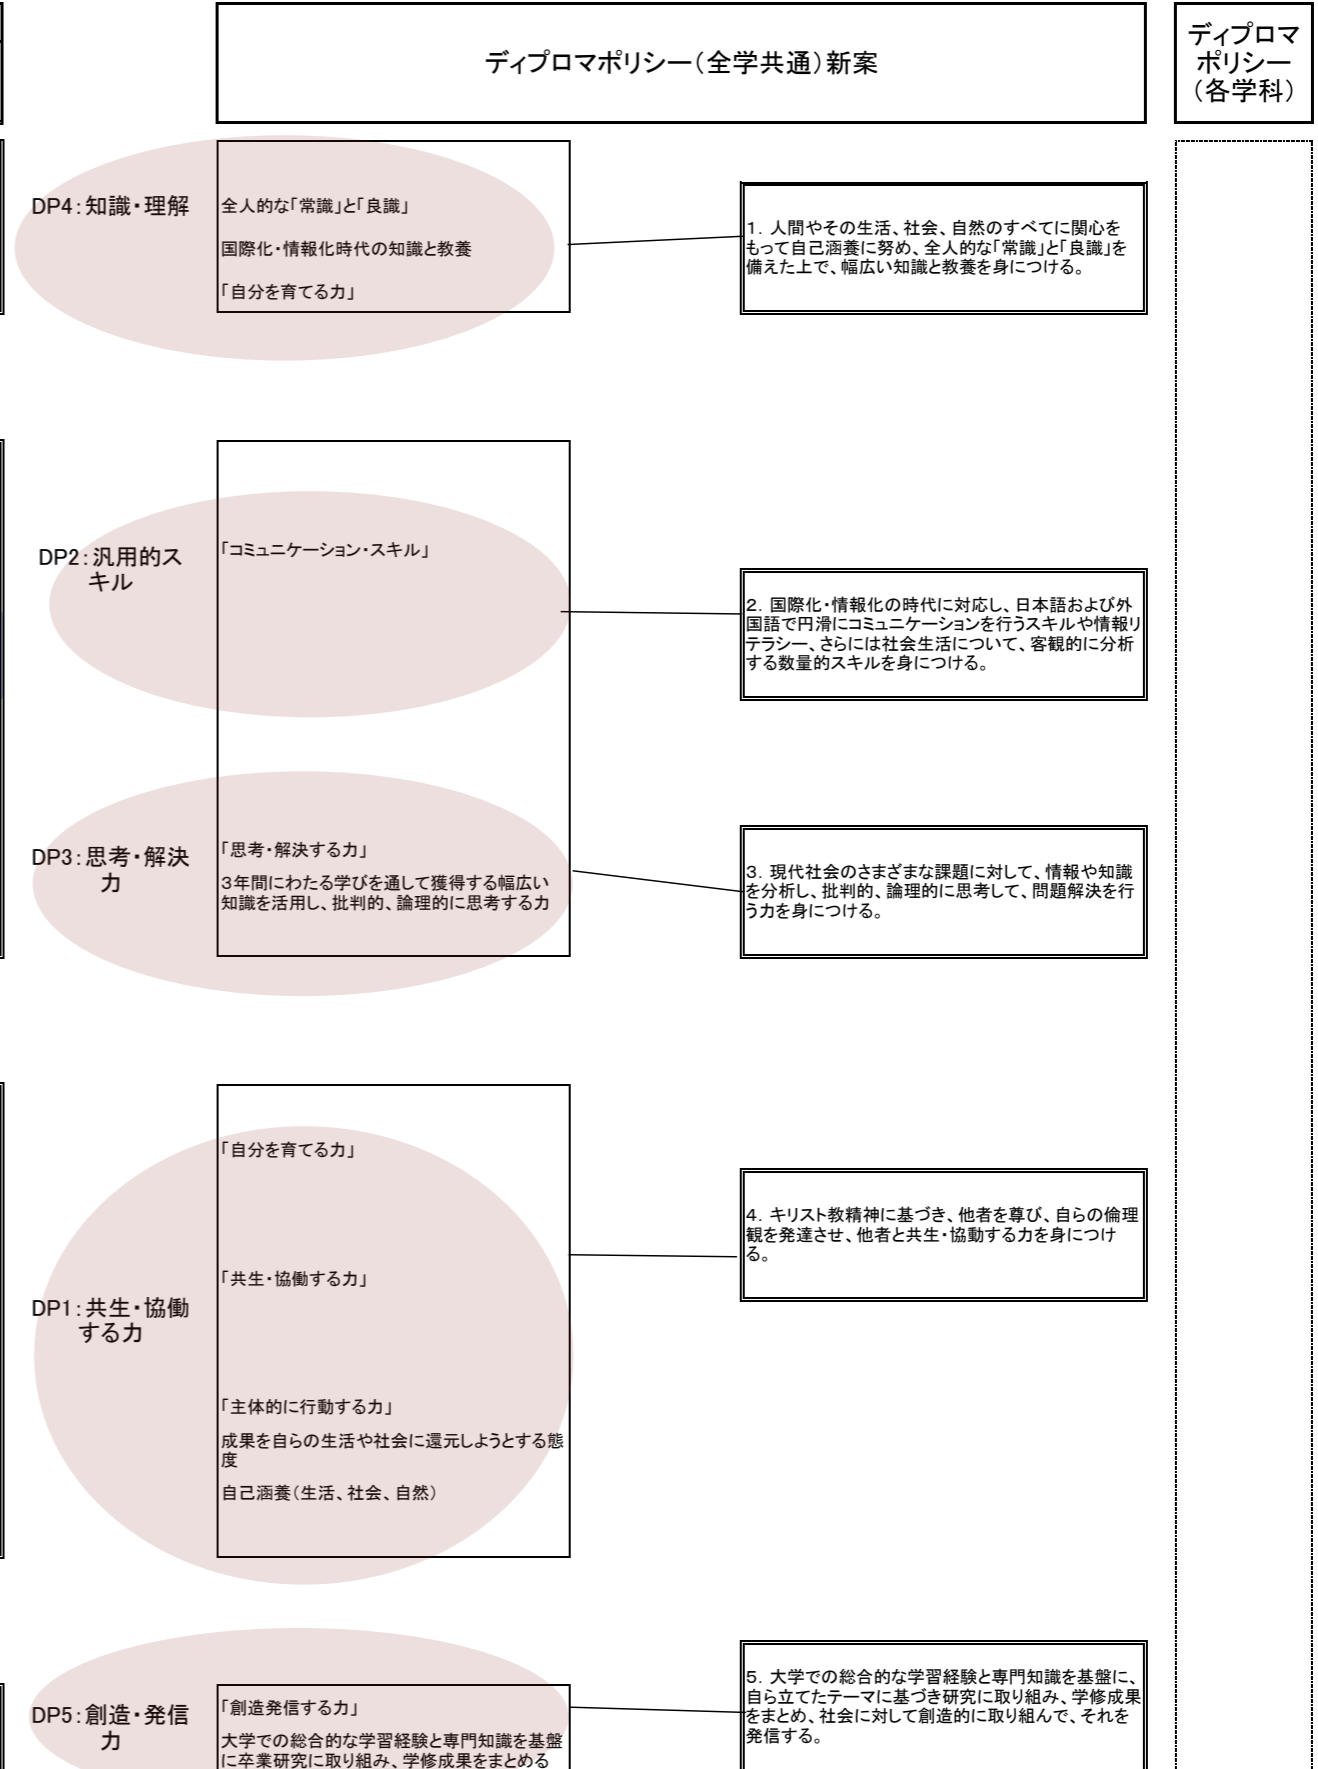 ディプロマポリシー（全学共通）新案
ディプロマ
ポリシー
（各学科）
DP4：知識・理解
全人的な「常識」と「良識」
国際化・情報化時代の知識と教養
「自分を育てる力」
1．人間やその生活、社会、自然のすべてに関心を
もって自己涵養に努め、全人的な「常識」と「良識」を
備えた上で、幅広い知識と教養を身につける。
DP2：汎用的ス
キル
「コミュニケーション・スキル」
2．国際化・情報化の時代に対応し、日本語および外
国語で円滑にコミュニケーションを行うスキルや情報リ
テラシー、さらには社会生活について、客観的に分析
する数量的スキルを身につける。
DP3：思考・解決
力
「思考・解決する力」
3年間にわたる学びを通して獲得する幅広い
知識を活用し、批判的、論理的に思考する力
3．現代社会のさまざまな課題に対して、情報や知識
を分析し、批判的、論理的に思考して、問題解決を行
う力を身につける。
DP1：共生・協働
する力
「自分を育てる力」
「共生・協働する力」
「主体的に行動する力」
成果を自らの生活や社会に還元しようとする態
度
自己涵養（生活、社会、自然）
4．キリスト教精神に基づき、他者を尊び、自らの倫理
観を発達させ、他者と共生・協動する力を身につけ
る。
DP5：創造・発信
力
「創造発信する力」
大学での総合的な学習経験と専門知識を基盤
に卒業研究に取り組み、学修成果をまとめる
5．大学での総合的な学習経験と専門知識を基盤に、
自ら立てたテーマに基づき研究に取り組み、学修成果
をまとめ、社会に対して創造的に取り組んで、それを
発信する。